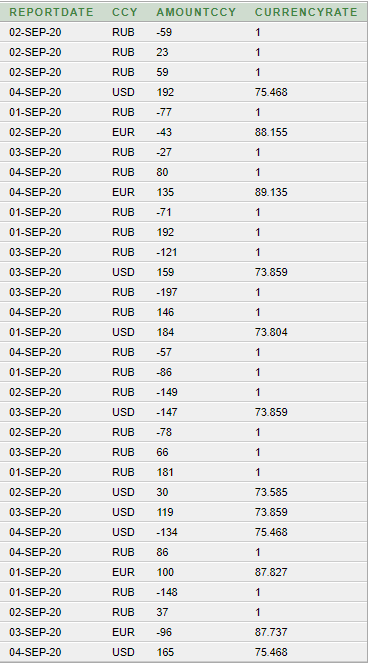 REPORTDATE CCY AMOUNTCCY CURRENCYRATE
02-SEP-20 RUB -59 1
02-SEP-20 RUB 23 1
02-SEP-20 RUB 59 1
04-SEP-20 USD 192 75.468
01-SEP-20 RUB -77 1
02-SEP-20 EUR -43 88.155
03-SEP-20 RUB -27 1
04-SEP-20 RUB 80 1
04-SEP-20 EUR 135 89.135
01-SEP-20 RUB -71 1
01-SEP-20 RUB 192 1
03-SEP-20 RUB -121 1
03-SEP-20 USD 159 73.859
03-SEP-20 RUB -197 1
04-SEP-20 RUB 146 1
01-SEP-20 USD 184 73.804
04-SEP-20 RUB -57 1
01-SEP-20 RUB -86 1
02-SEP-20 RUB -149 1
03-SEP-20 USD -147 73.859
02-SEP-20 RUB -78 1
03-SEP-20 RUB 66 1
01-SEP-20 RUB 181 1
02-SEP-20 USD 30 73.585
03-SEP-20 USD 119 73.859
04-SEP-20 USD -134 75.468
04-SEP-20 RUB 86 1
01-SEP-20 EUR 100 87.827
01-SEP-20 RUB -148 1
02-SEP-20 RUB 37 1
03-SEP-20 EUR -96 87.737
04-SEP-20 USD 165 75.468